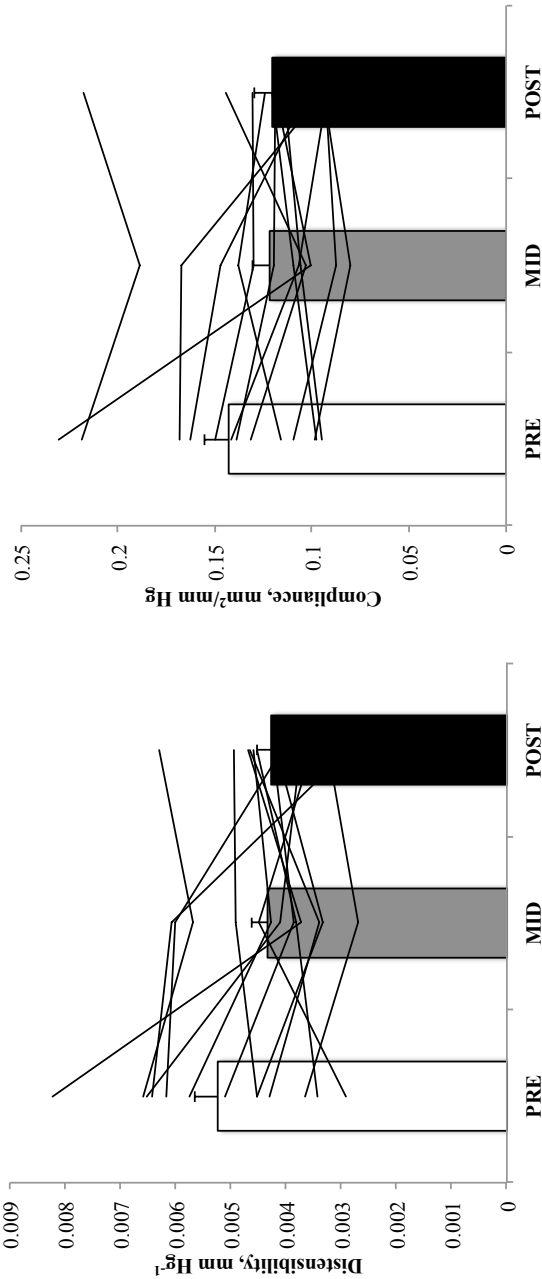 Distensibility, mm Hg-¹
0.009
0.008
0.007
0.006
0.005
0.004
0.003
0.002
0.001
0
PRE
MID
POST
Compliance, mm²/mm Hg
0.25
0.2
0.15
0.1
0.05
0
PRE
MID
POST